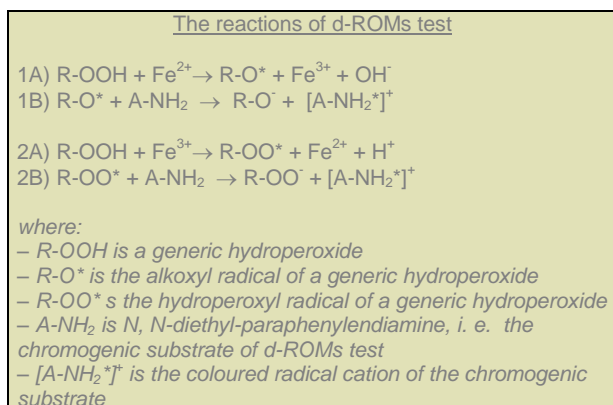 The reactions of d-ROMs test
1A) R-OOH + Fe²⁺→ R-O* + Fe³⁺ + OH⁻
1B) R-O* + A-NH₂ → R-O⁻ + [A-NH₂*]⁺
2A) R-OOH + Fe³⁺→ R-OO* + Fe²⁺ + H⁺
2B) R-OO* + A-NH₂ → R-OO⁻ + [A-NH₂*]⁺
where:
– R-OOH is a generic hydroperoxide
– R-O* is the alkoxyl radical of a generic hydroperoxide
– R-OO* s the hydroperoxyl radical of a generic hydroperoxide
– A-NH₂ is N, N-diethyl-paraphenylendiamine, i. e. the
chromogenic substrate of d-ROMs test
– [A-NH₂*]⁺ is the coloured radical cation of the chromogenic
substrate